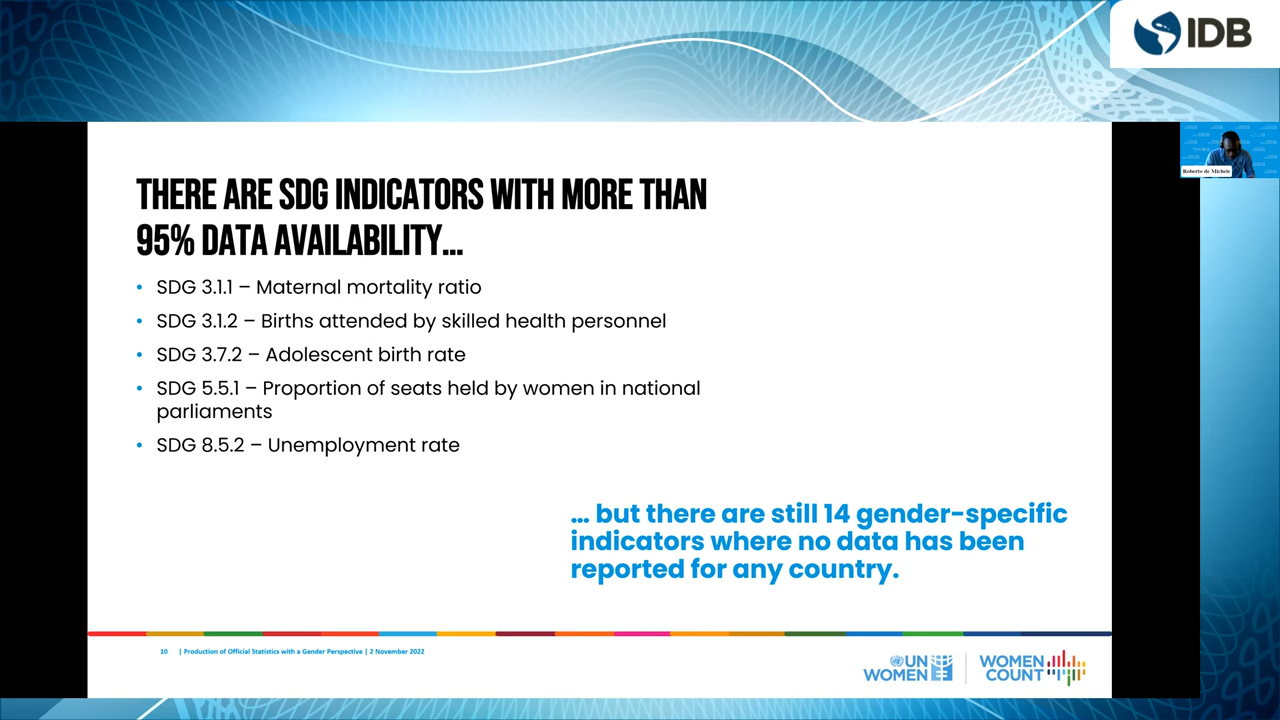 IDB
Roberto de Michele
THERE ARE SDG INDICATORS WITH MORE THAN
95% DATA AVAILABILITY...
• SDG 3.1.1 – Maternal mortality ratio
• SDG 3.1.2 – Births attended by skilled health personnel
• SDG 3.7.2 – Adolescent birth rate
• SDG 5.5.1 – Proportion of seats held by women in national
parliaments
• SDG 8.5.2 – Unemployment rate
... but there are still 14 gender-specific
indicators where no data has been
reported for any country.
10 | Production of Official Statistics with a Gender Perspective | 2 November 2022
UN
WOMEN
WOMEN
COUNT